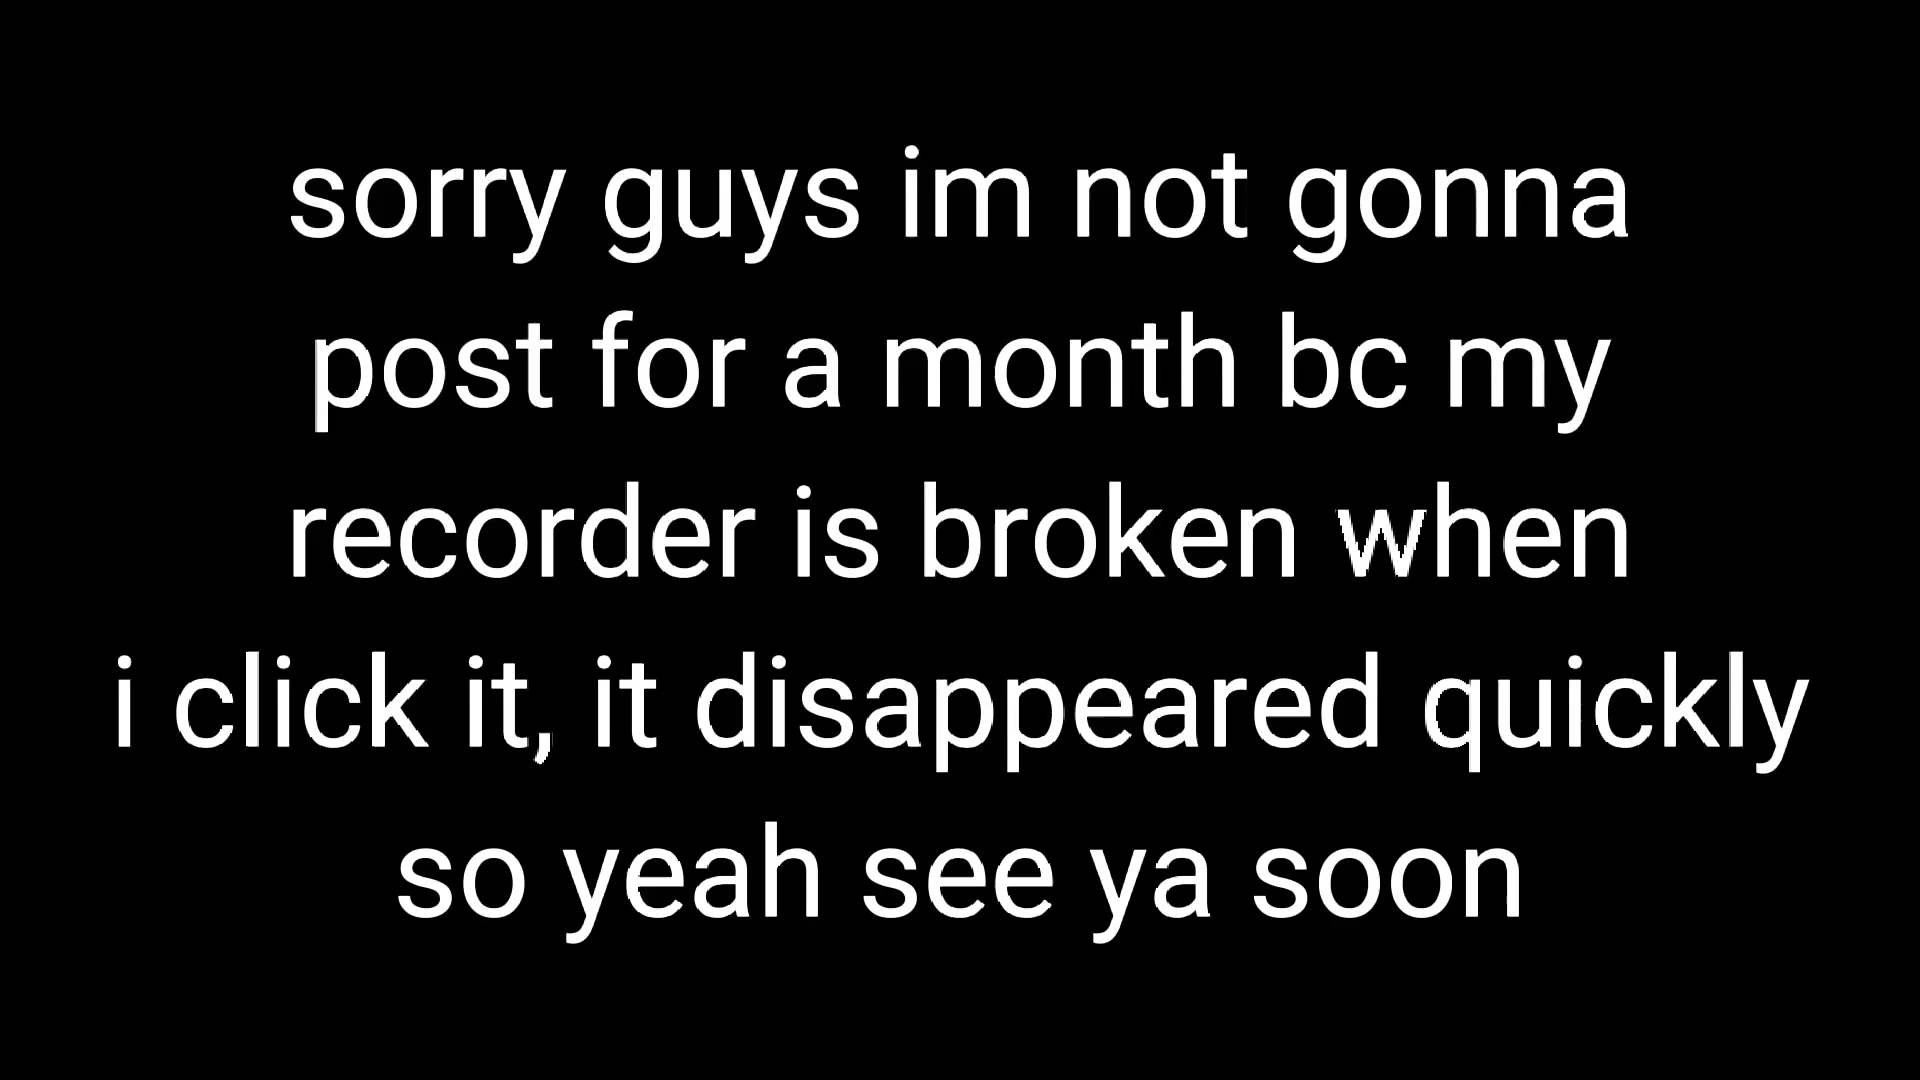 sorry guys im not gonna
post for a month bc my
recorder is broken when
i click it, it disappeared quickly
so yeah see ya soon